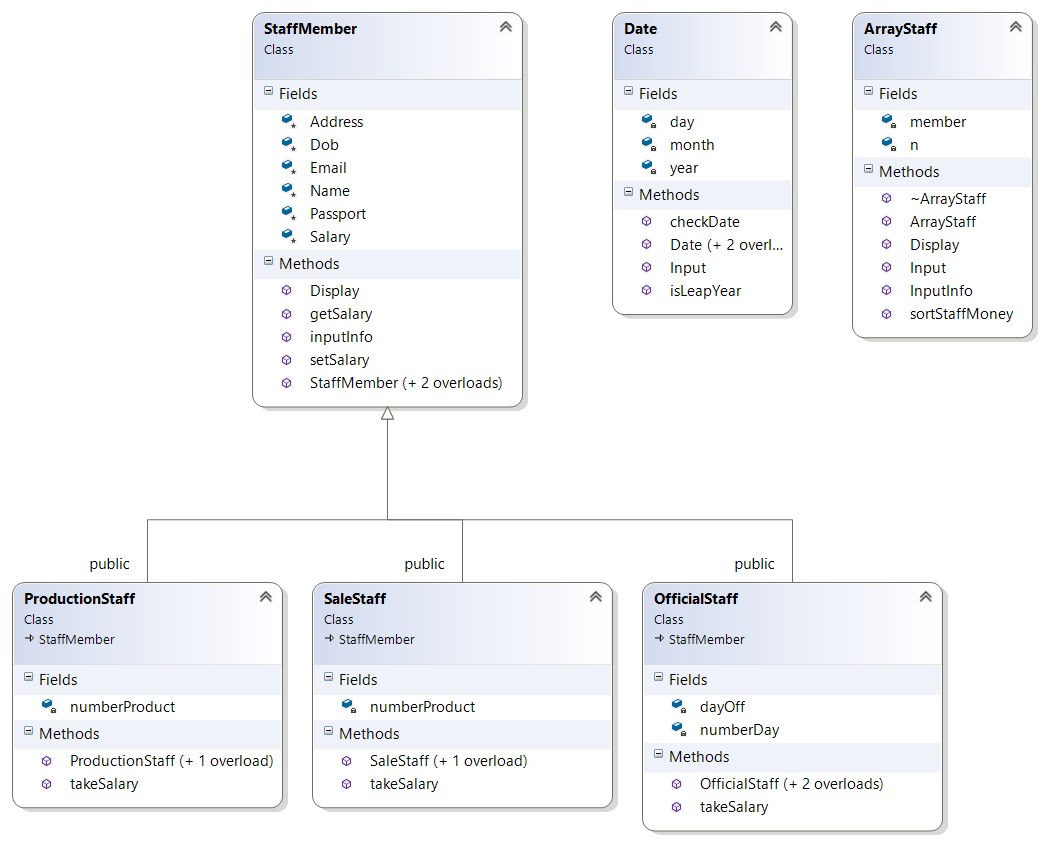 StaffMember
Class
Fields
Address
Dob
Email
Name
Passport
Salary
Methods
Display
getSalary
inputInfo
setSalary
StaffMember (+ 2 overloads)
Date
Class
Fields
day
month
year
Methods
checkDate
Date (+ 2 overl...
Input
isLeapYear
ArrayStaff
Class
Fields
member
n
Methods
~ArrayStaff
ArrayStaff
Display
Input
InputInfo
sortStaffMoney
public
public
public
ProductionStaff
Class
StaffMember
Fields
numberProduct
Methods
ProductionStaff (+ 1 overload)
takeSalary
SaleStaff
Class
StaffMember
Fields
numberProduct
Methods
SaleStaff (+ 1 overload)
takeSalary
OfficialStaff
Class
StaffMember
Fields
dayOff
numberDay
Methods
OfficialStaff (+ 2 overloads)
takeSalary